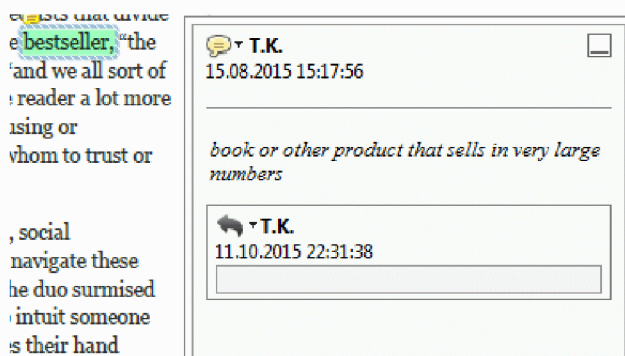 e bestseller, “the
‘and we all sort of
reader a lot more
using or
whom to trust or
, social
navigate these
he duo surmised
intuit someone
s their hand
T.K.
15.08.2015 15:17:56
book or other product that sells in very large
numbers
T.K.
11.10.2015 22:31:38